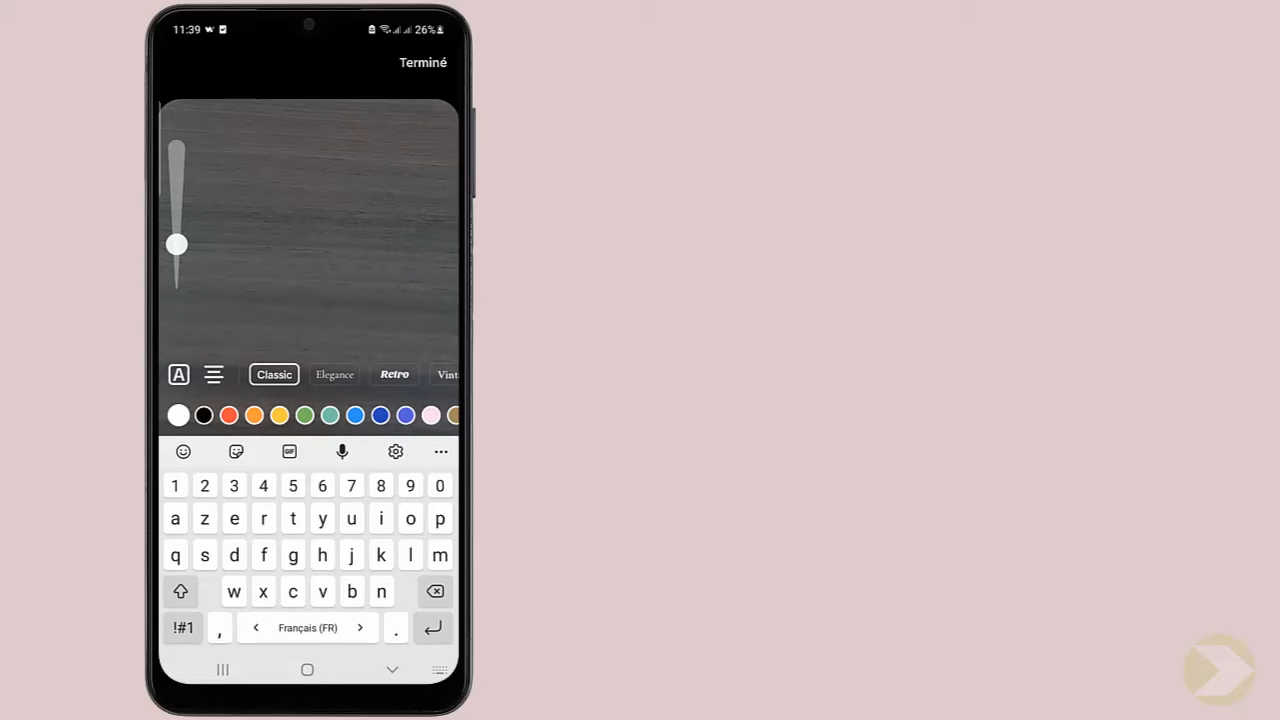 11:39 26%
Terminé
A Classic Elegance Retro Vint
GIF
1 2 3 4 5 6 7 8 9 0
a z e r t y u i o p
q s d f g h j k l m
w x c v b n
!#1 , < Français (FR) > .